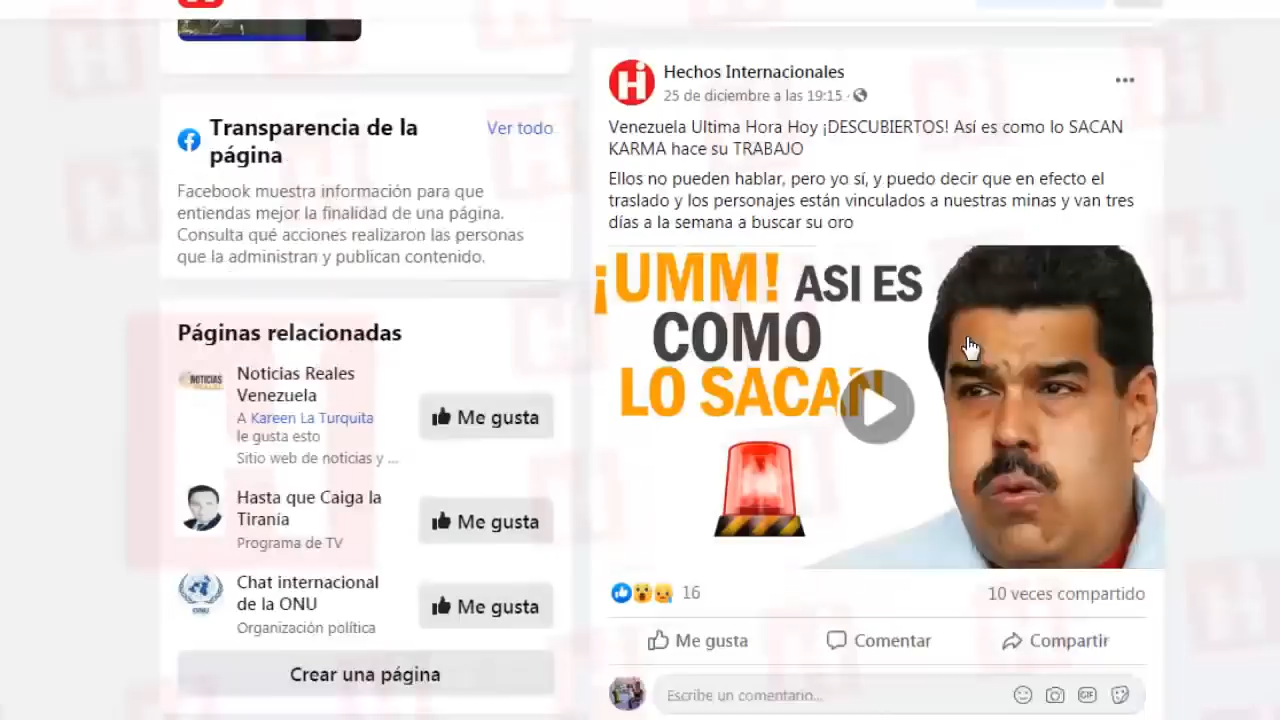 Transparencia de la
página
Ver todo
Facebook muestra información para que
entiendas mejor la finalidad de una página.
Consulta qué acciones realizaron las personas
que la administran y publican contenido.
Páginas relacionadas
NOTICIAS
Noticias Reales
Venezuela
A Kareen La Turquita
le gusta esto
Sitio web de noticias y ...
Me gusta
Hasta que Caiga la
Tiranía
Programa de TV
Me gusta
ONU
Chat internacional
de la ONU
Organización política
Me gusta
Crear una página
Hi
Hechos Internacionales
25 de diciembre a las 19:15 ·
Venezuela Ultima Hora Hoy ¡DESCUBIERTOS! Así es como lo SACAN
KARMA hace su TRABAJO
Ellos no pueden hablar, pero yo sí, y puedo decir que en efecto el
traslado y los personajes están vinculados a nuestras minas y van tres
días a la semana a buscar su oro
¡UMM! ASI ES
COMO
LO SACAN
16
10 veces compartido
Me gusta
Comentar
Compartir
Escribe un comentario...
GIF